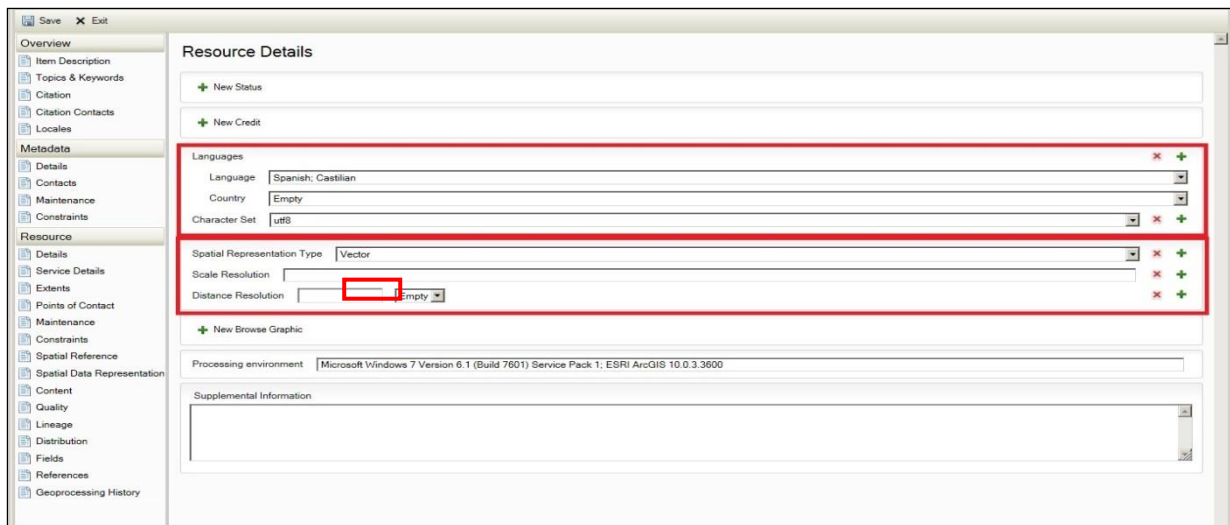 Save Exit
Overview
Item Description
Topics & Keywords
Citation
Citation Contacts
Locales
Metadata
Details
Contacts
Maintenance
Constraints
Resource
Details
Service Details
Extents
Points of Contact
Maintenance
Constraints
Spatial Reference
Spatial Data Representation
Content
Quality
Lineage
Distribution
Fields
References
Geoprocessing History
Resource Details
New Status
New Credit
Languages
Language Spanish; Castilian
Country Empty
Character Set utf8
Spatial Representation Type Vector
Scale Resolution
Distance Resolution Empty
New Browse Graphic
Processing environment Microsoft Windows 7 Version 6.1 (Build 7601) Service Pack 1; ESRI ArcGIS 10.0.3.3600
Supplemental Information